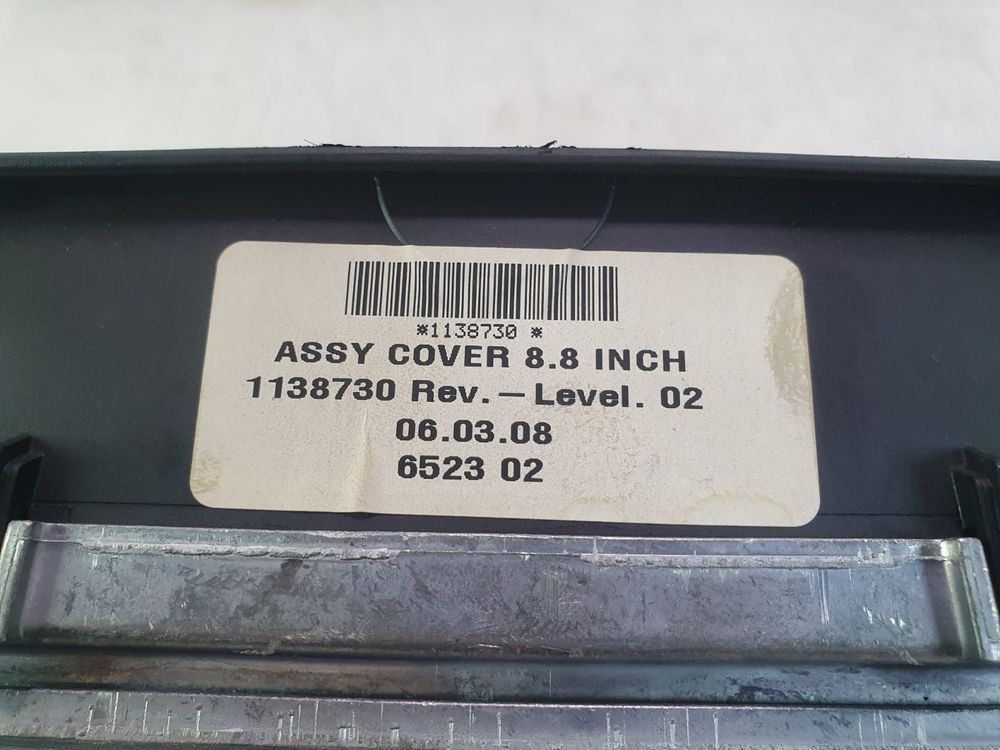 *1138730 *
ASSY COVER 8.8 INCH
1138730 Rev. – Level. 02
06.03.08
6523 02